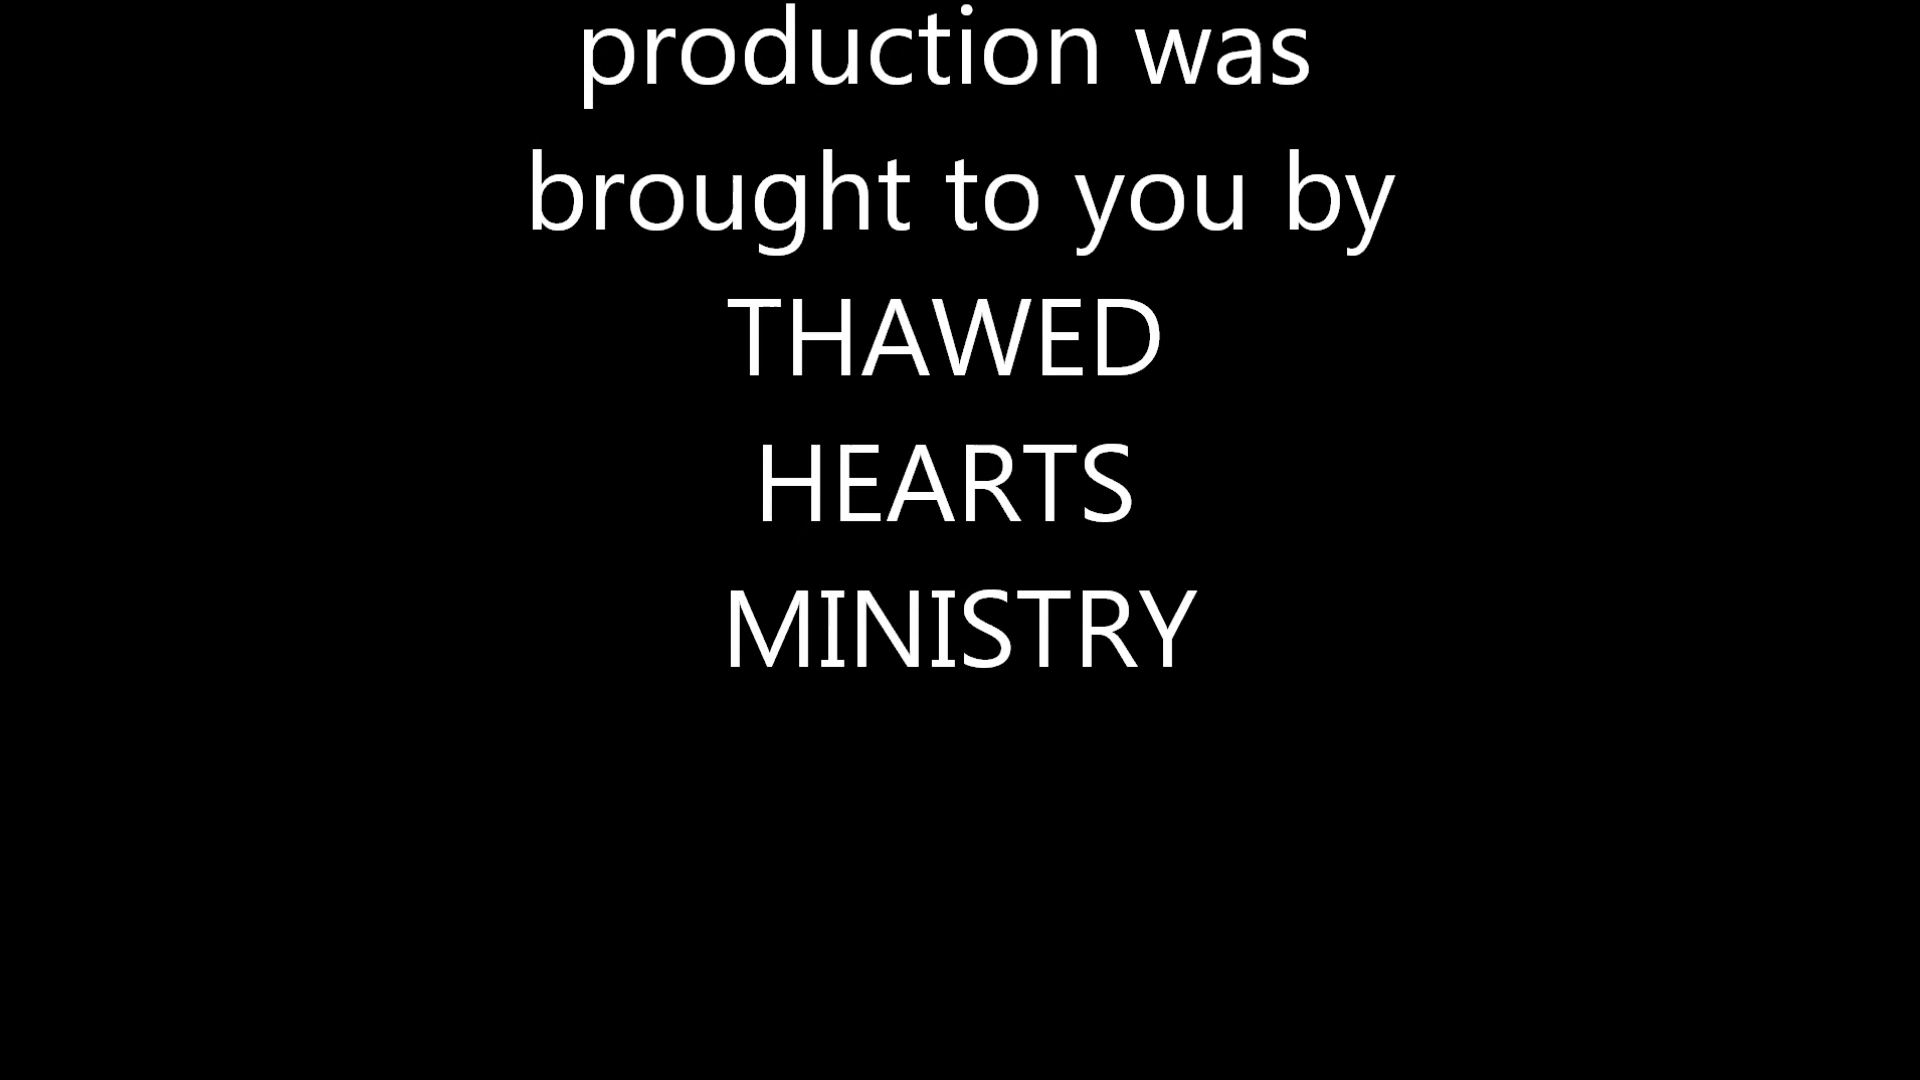 production was
brought to you by
THAWED
HEARTS
MINISTRY